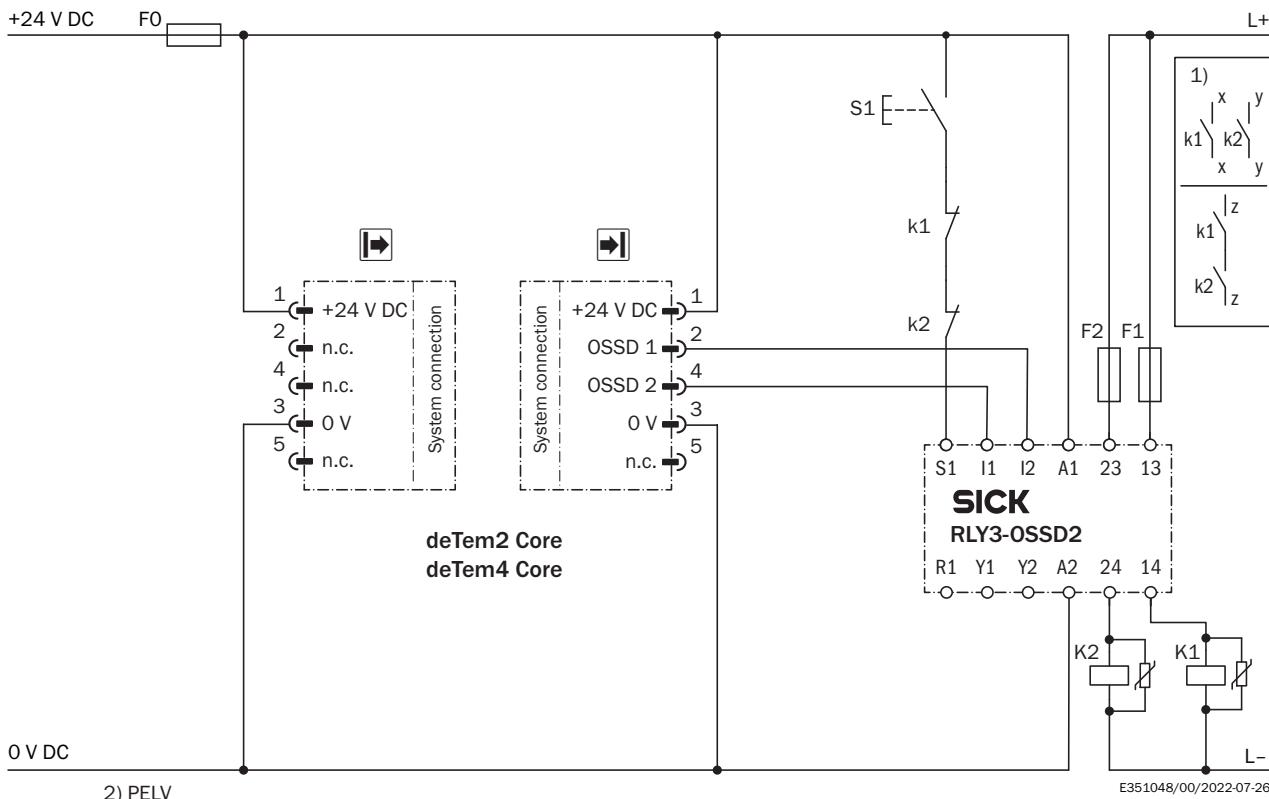 +24 V DC F0 L+
1)
x y
k1 k2
x y
z
k1
k2
z
S1
k1
k2
F2 F1
1 +24 V DC
2 n.c.
4 n.c.
3 0 V
5 n.c.
System connection
System connection
+24 V DC 1
OSSD 1 2
OSSD 2 4
0 V 3
n.c. 5
deTem2 Core
deTem4 Core
S1 I1 I2 A1 23 13
SICK
RLY3-OSSD2
R1 Y1 Y2 A2 24 14
K2 K1
0 V DC L–
2) PELV
E351048/00/2022-07-26